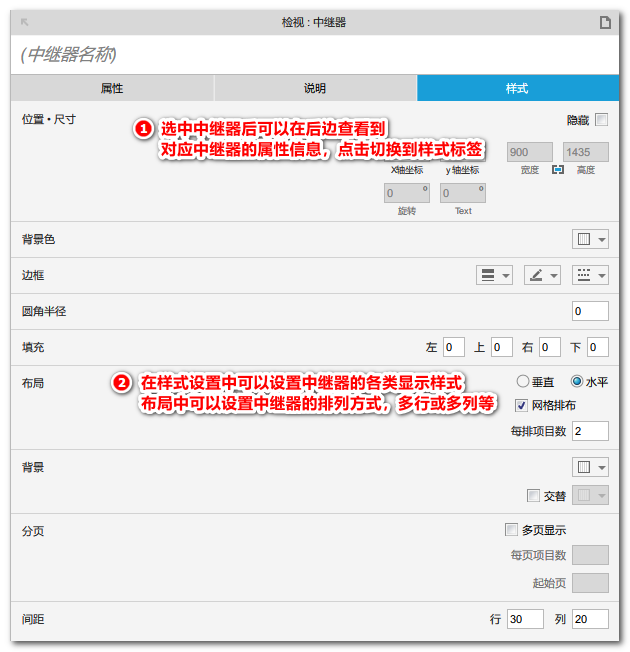 检视 : 中继器
(中继器名称)
属性 说明 样式
位置 • 尺寸 隐藏
1 选中中继器后可以在后边查看到
对应中继器的属性信息，点击切换到样式标签
900 1435
X轴坐标 y 轴坐标 宽度 高度
0 ° 0 °
旋转 Text
背景色
边框
圆角半径 0
填充 左 0 上 0 右 0 下 0
2 在样式设置中可以设置中继器的各类显示样式
布局中可以设置中继器的排列方式，多行或多列等
布局 垂直 水平
网格排布
每排项目数 2
背景
交替
分页 多页显示
每页项目数
起始页
间距 行 30 列 20